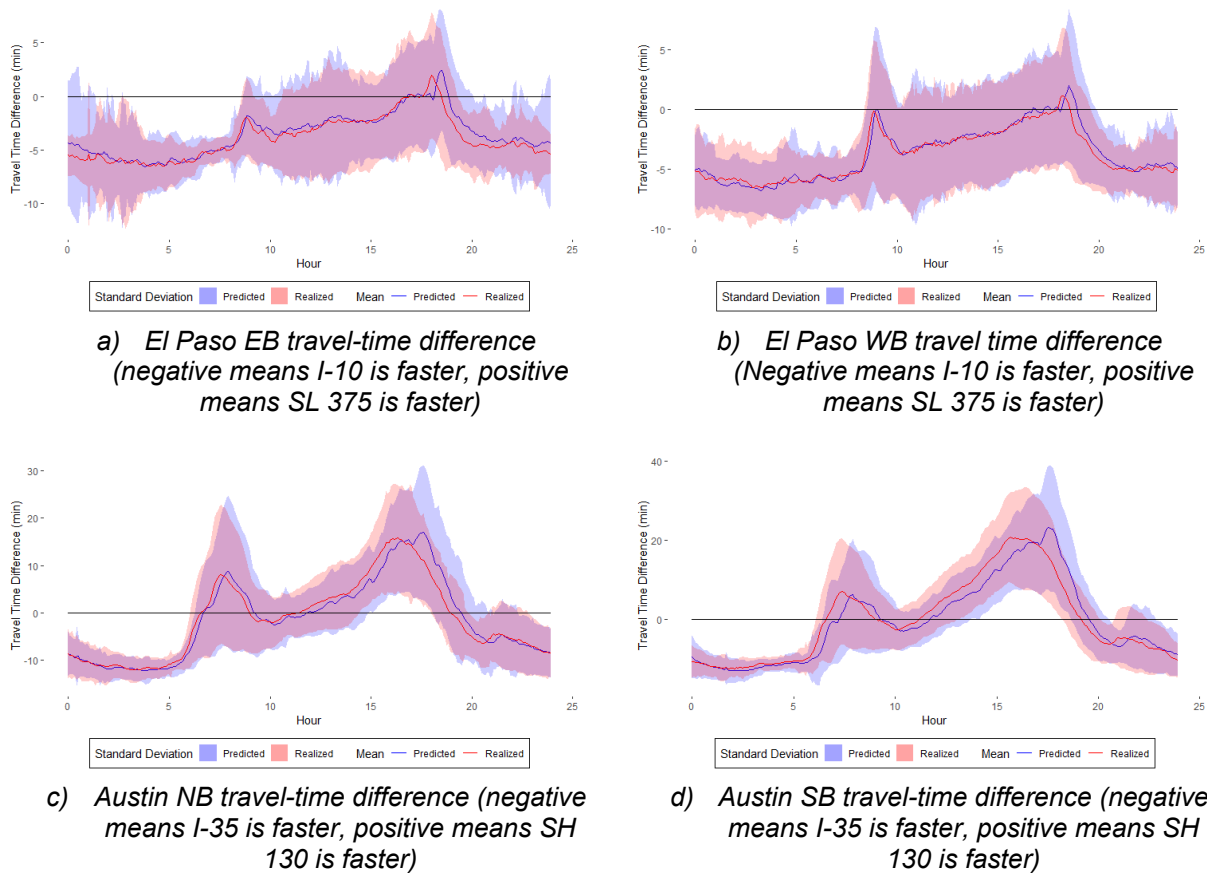 Travel Time Difference (min)
5
0
-5
-10
0
5
10
15
20
25
Hour
Standard Deviation Predicted Realized Mean Predicted Realized
a) El Paso EB travel-time difference
(negative means I-10 is faster, positive
means SL 375 is faster)
Travel Time Difference (min)
5
0
-5
-10
0
5
10
15
20
25
Hour
Standard Deviation Predicted Realized Mean Predicted Realized
b) El Paso WB travel time difference
(Negative means I-10 is faster, positive
means SL 375 is faster)
Travel Time Difference (min)
30
20
10
0
-10
0
5
10
15
20
25
Hour
Standard Deviation Predicted Realized Mean Predicted Realized
c) Austin NB travel-time difference (negative
means I-35 is faster, positive means SH
130 is faster)
Travel Time Difference (min)
40
20
0
0
5
10
15
20
25
Hour
Standard Deviation Predicted Realized Mean Predicted Realized
d) Austin SB travel-time difference (negative
means I-35 is faster, positive means SH
130 is faster)